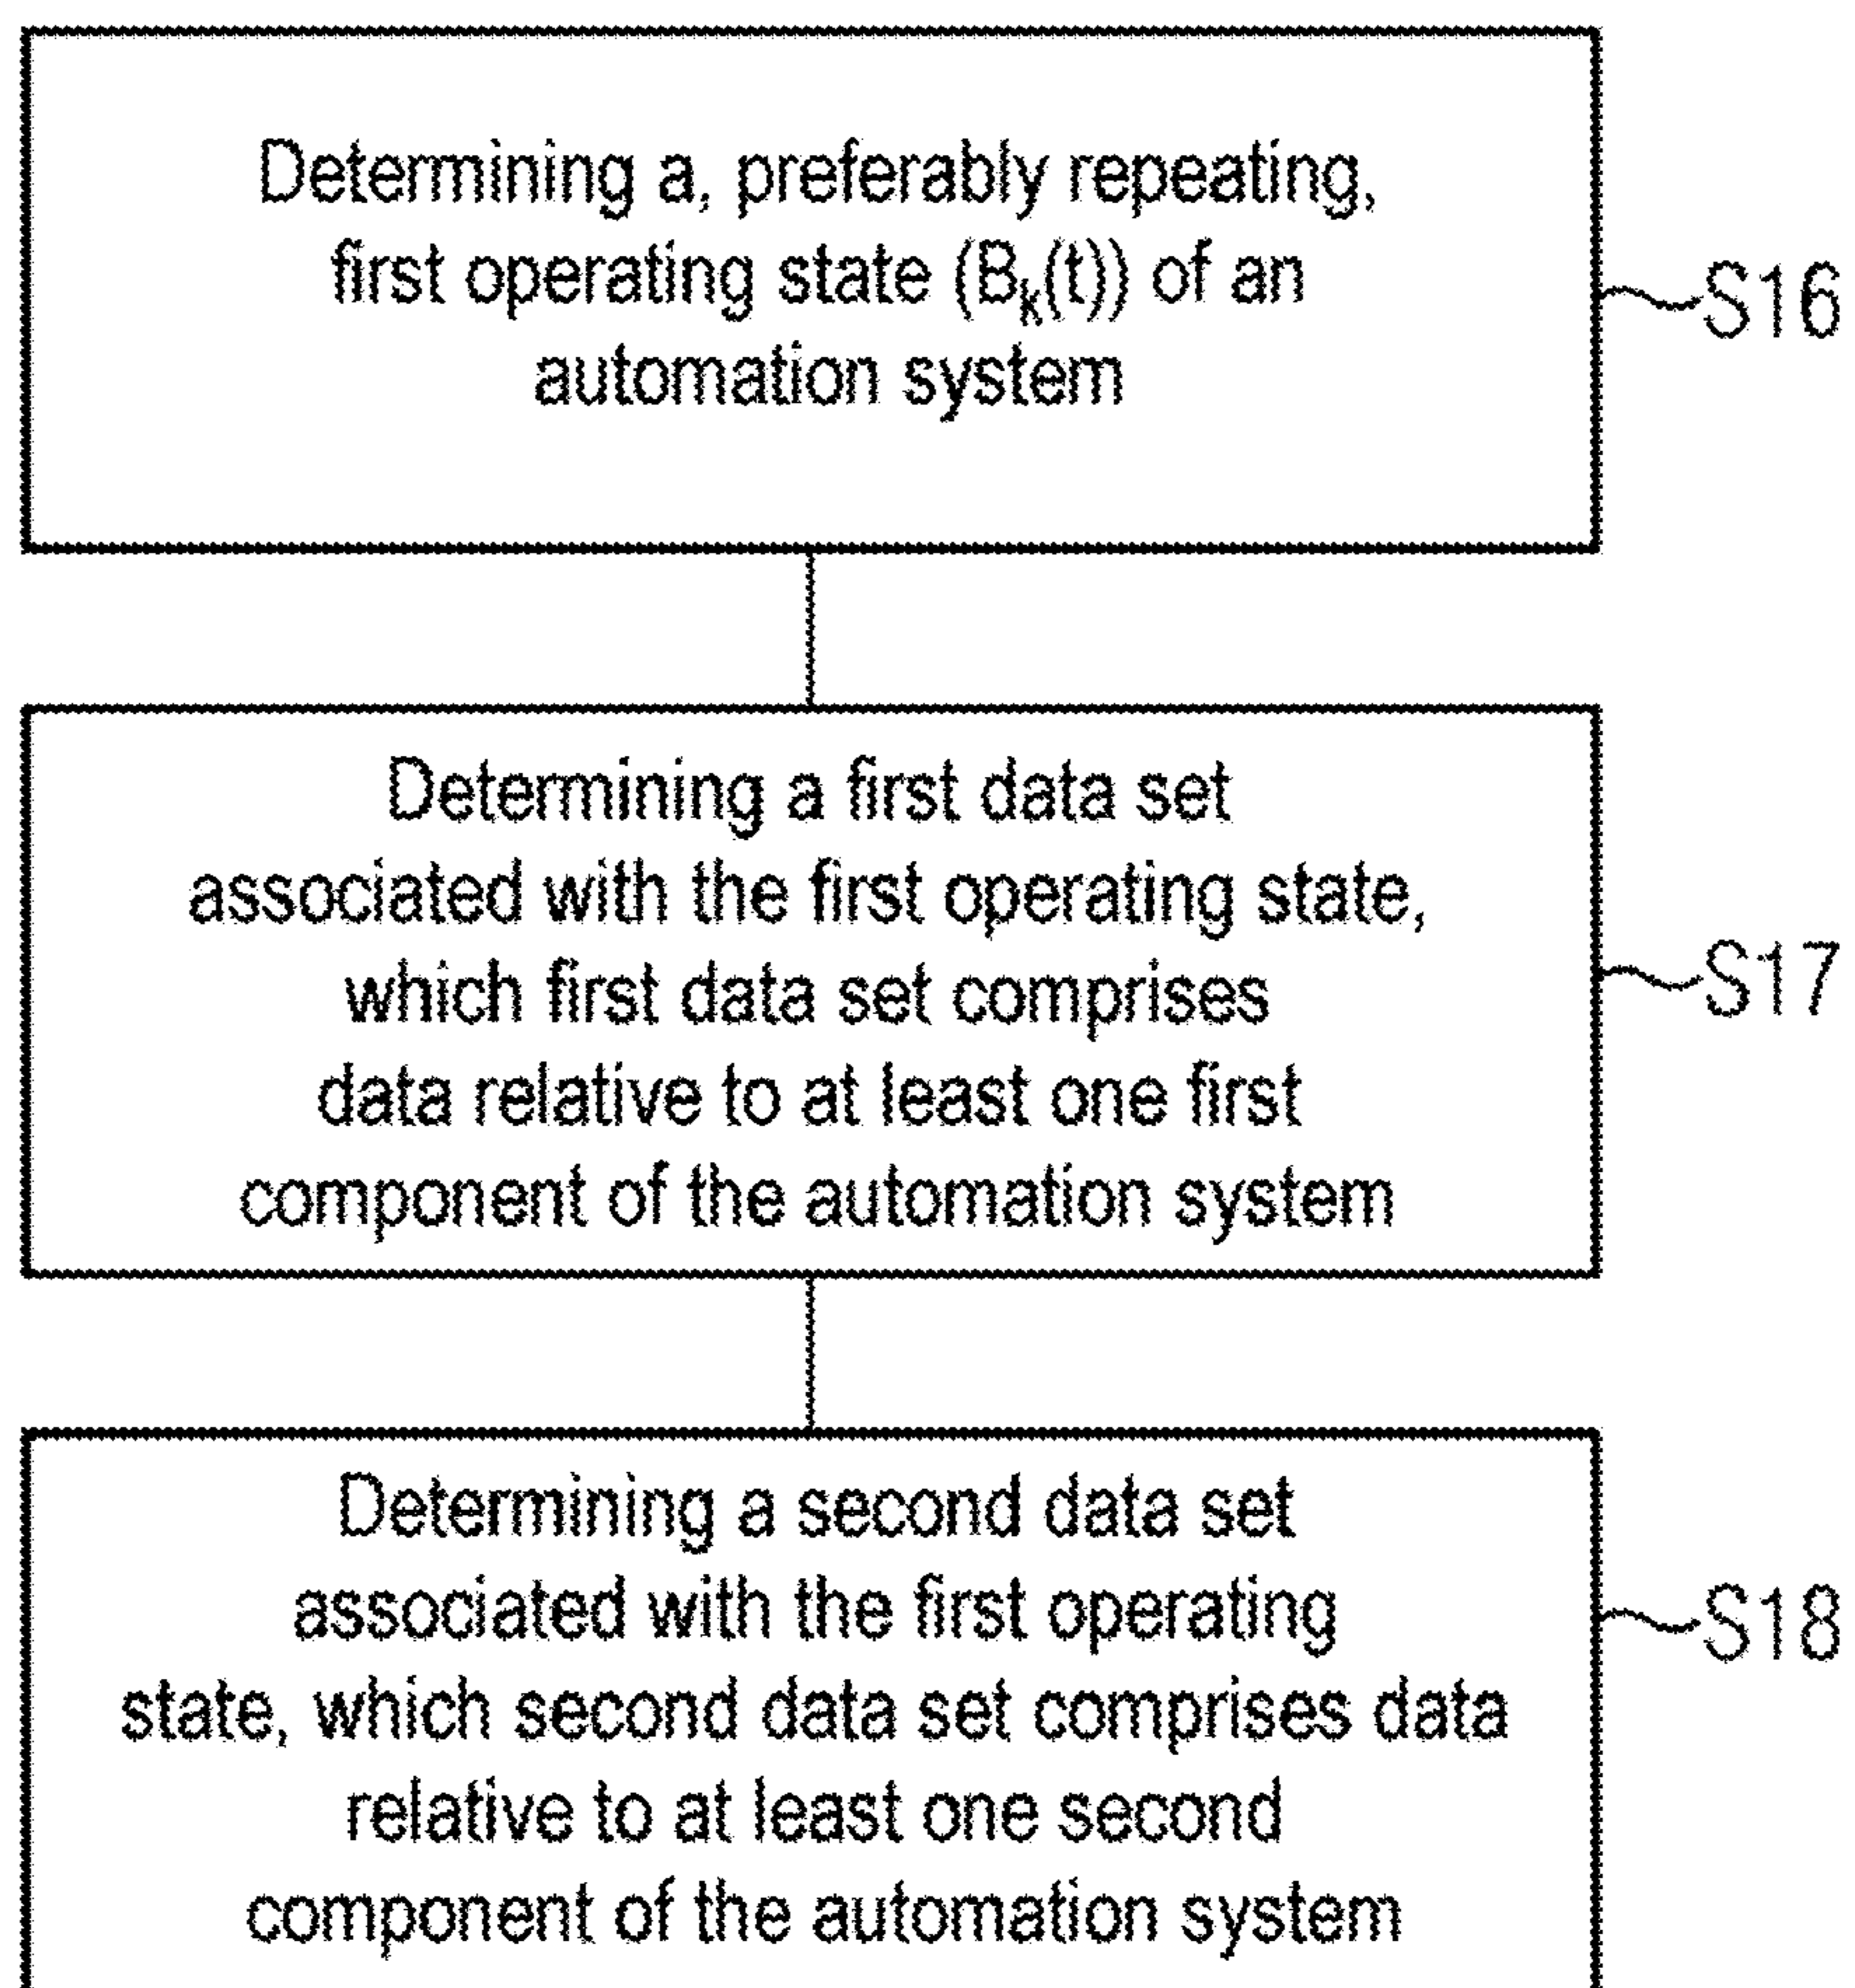 Determining a, preferably repeating,
first operating state (Bk(t)) of an
automation system
S16
Determining a first data set
associated with the first operating state,
which first data set comprises
data relative to at least one first
component of the automation system
S17
Determining a second data set
associated with the first operating
state, which second data set comprises data
relative to at least one second
component of the automation system
S18